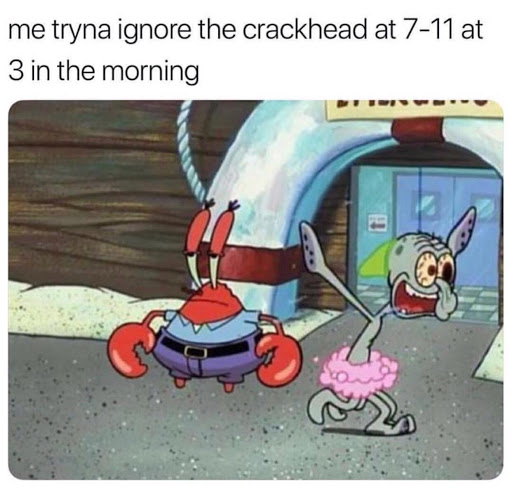 me tryna ignore the crackhead at 7-11 at
3 in the morning